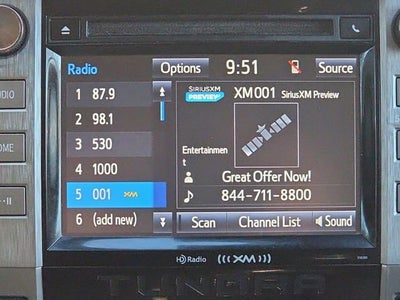 Radio Options 9:51 Source
1 87.9
2 98.1
3 530
4 1000
5 001 XM
6 (add new)
SIRIUSXM PREVIEW XM001 SiriusXM Preview
Entertainmen
t
Great Offer Now!
844-711-8800
Scan Channel List Sound
HD Radio (((XM)))
TUNDRA